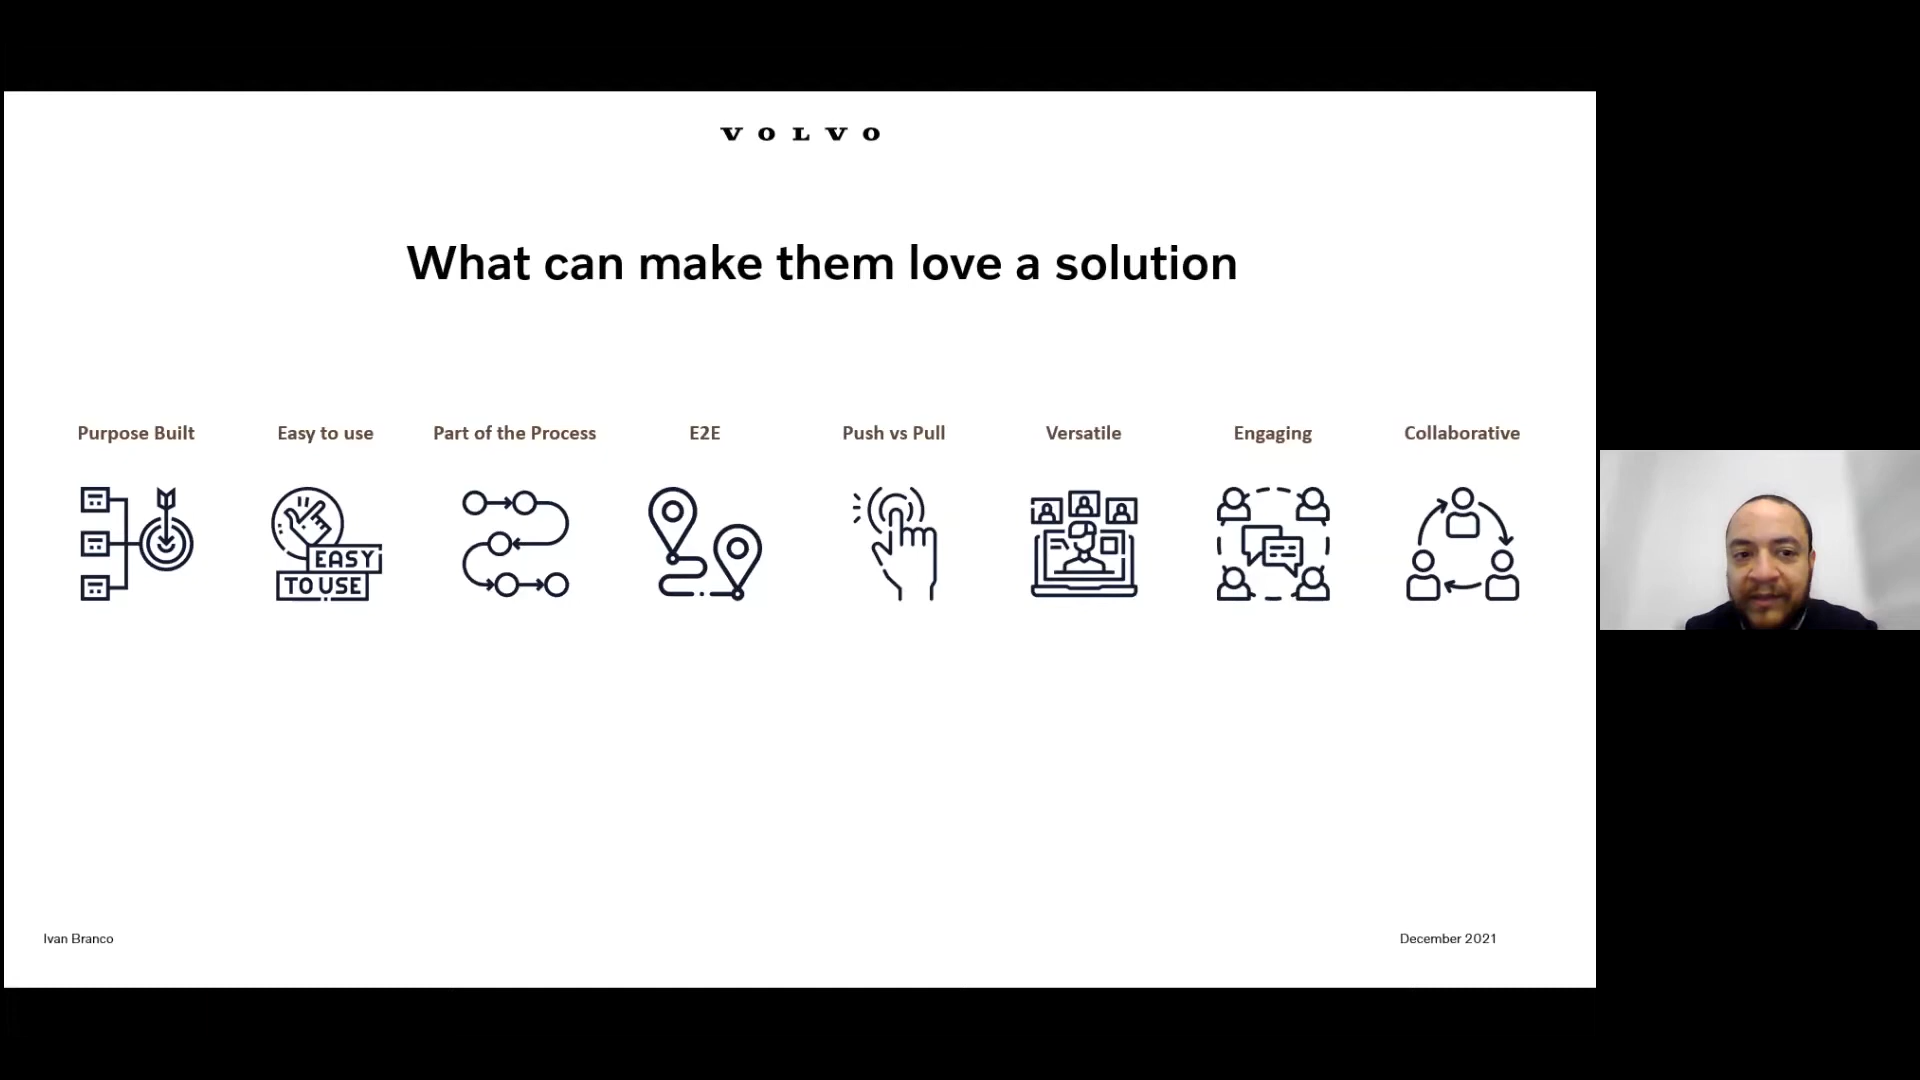 VOLVO
What can make them love a solution
Purpose Built
Easy to use
Part of the Process
E2E
Push vs Pull
Versatile
Engaging
Collaborative
EASY
TO USE
Ivan Branco
December 2021